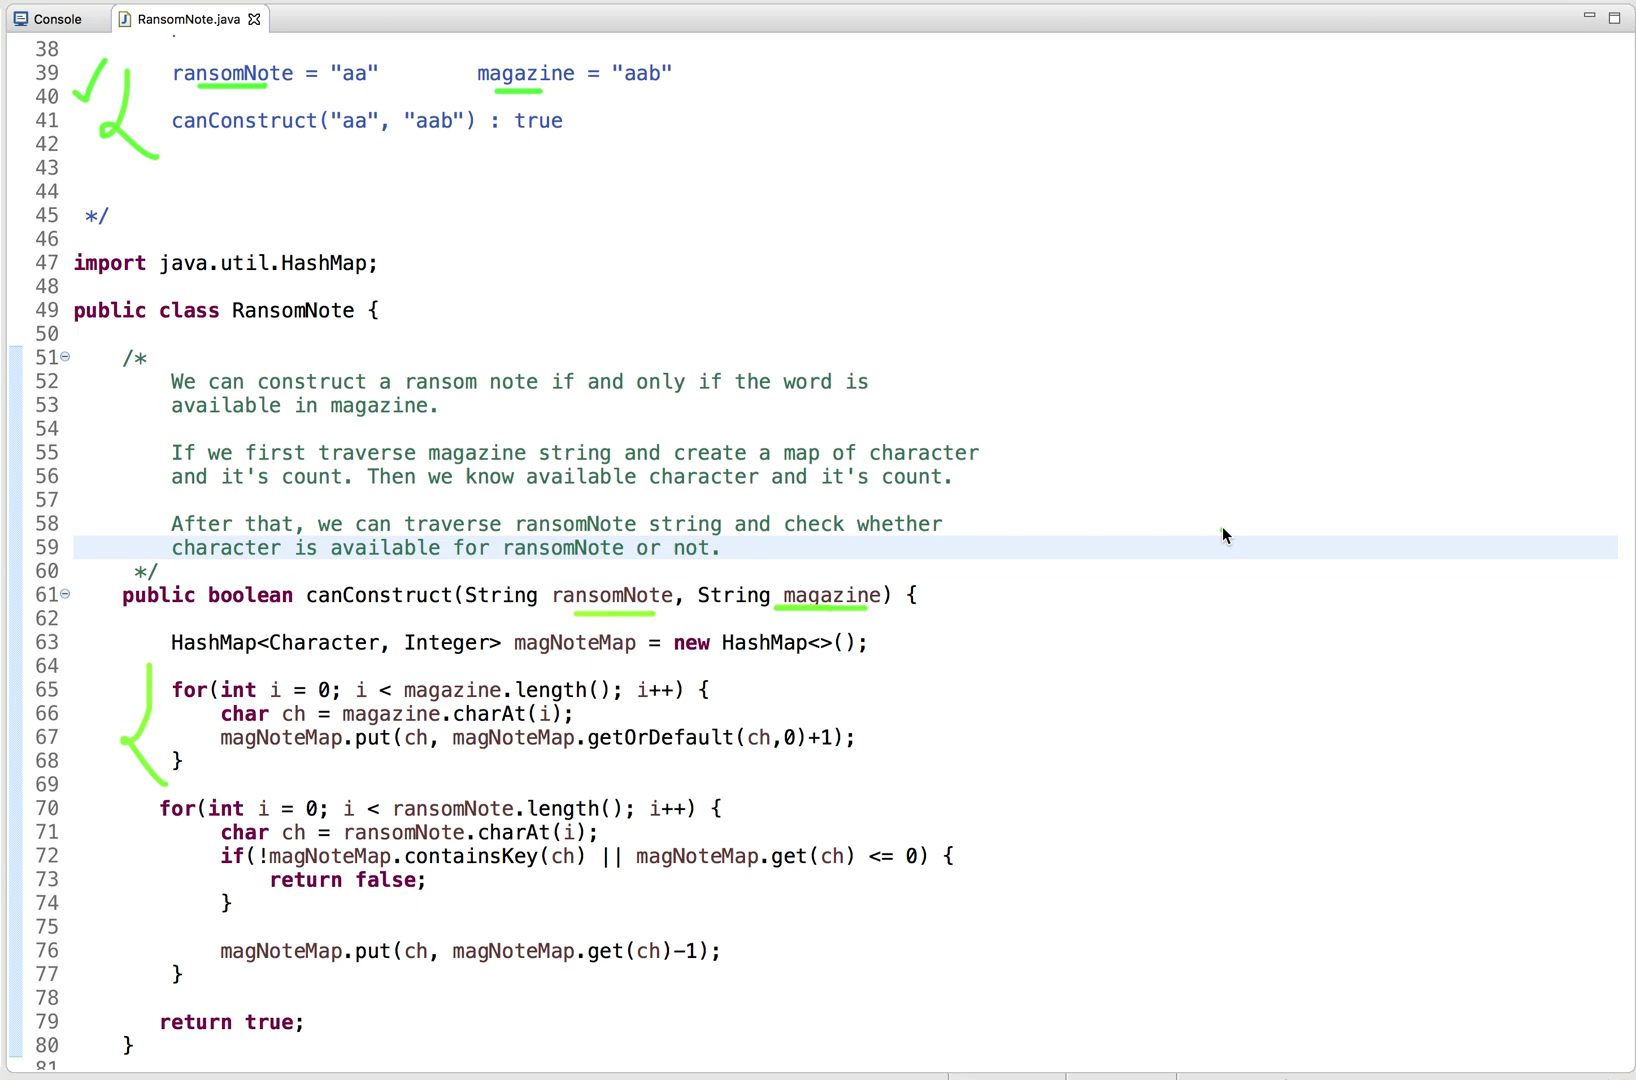 Console RansomNote.java
38
39 ransomNote = "aa" magazine = "aab"
40
41 canConstruct("aa", "aab") : true
42
43
44
45 */
46
47 import java.util.HashMap;
48
49 public class RansomNote {
50
51 /*
52 We can construct a ransom note if and only if the word is
53 available in magazine.
54
55 If we first traverse magazine string and create a map of character
56 and it's count. Then we know available character and it's count.
57
58 After that, we can traverse ransomNote string and check whether
59 character is available for ransomNote or not.
60 */
61 public boolean canConstruct(String ransomNote, String magazine) {
62
63 HashMap<Character, Integer> magNoteMap = new HashMap<>();
64
65 for(int i = 0; i < magazine.length(); i++) {
66 char ch = magazine.charAt(i);
67 magNoteMap.put(ch, magNoteMap.getOrDefault(ch,0)+1);
68 }
69
70 for(int i = 0; i < ransomNote.length(); i++) {
71 char ch = ransomNote.charAt(i);
72 if(!magNoteMap.containsKey(ch) || magNoteMap.get(ch) <= 0) {
73 return false;
74 }
75
76 magNoteMap.put(ch, magNoteMap.get(ch)-1);
77 }
78
79 return true;
80 }
81